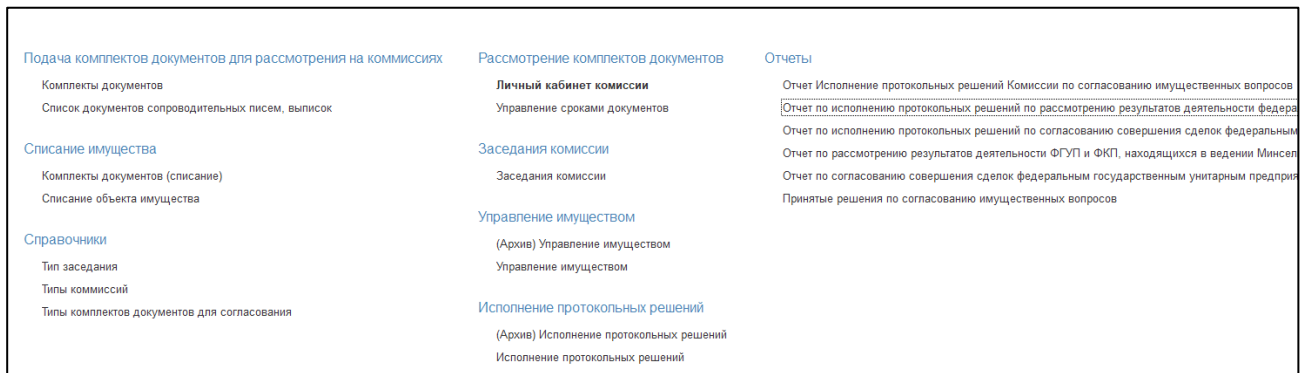 Подача комплектов документов для рассмотрения на коммиссиях
Комплекты документов
Список документов сопроводительных писем, выписок
Списание имущества
Комплекты документов (списание)
Списание объекта имущества
Справочники
Тип заседания
Типы коммиссий
Типы комплектов документов для согласования
Рассмотрение комплектов документов
Личный кабинет комиссии
Управление сроками документов
Заседания комиссии
Заседания комиссии
Управление имуществом
(Архив) Управление имуществом
Управление имуществом
Исполнение протокольных решений
(Архив) Исполнение протокольных решений
Исполнение протокольных решений
Отчеты
Отчет Исполнение протокольных решений Комиссии по согласованию имущественных вопросов
Отчет по исполнению протокольных решений по рассмотрению результатов деятельности федера
Отчет по исполнению протокольных решений по согласованию совершения сделок федеральным
Отчет по рассмотрению результатов деятельности ФГУП и ФКП, находящихся в ведении Минсел
Отчет по согласованию совершения сделок федеральным государственным унитарным предприя
Принятые решения по согласованию имущественных вопросов